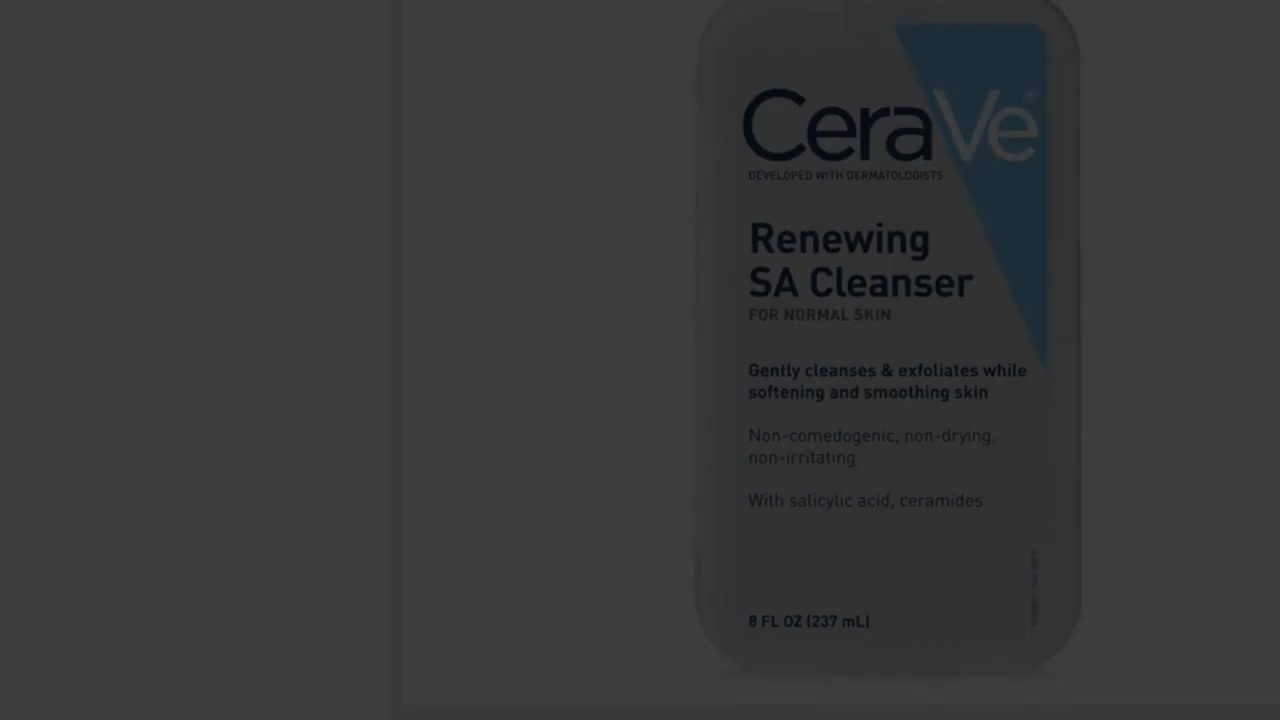 CeraVe®
DEVELOPED WITH DERMATOLOGISTS
Renewing
SA Cleanser
FOR NORMAL SKIN
Gently cleanses & exfoliates while
softening and smoothing skin
Non-comedogenic, non-drying,
non-irritating
With salicylic acid, ceramides
8 FL OZ (237 mL)